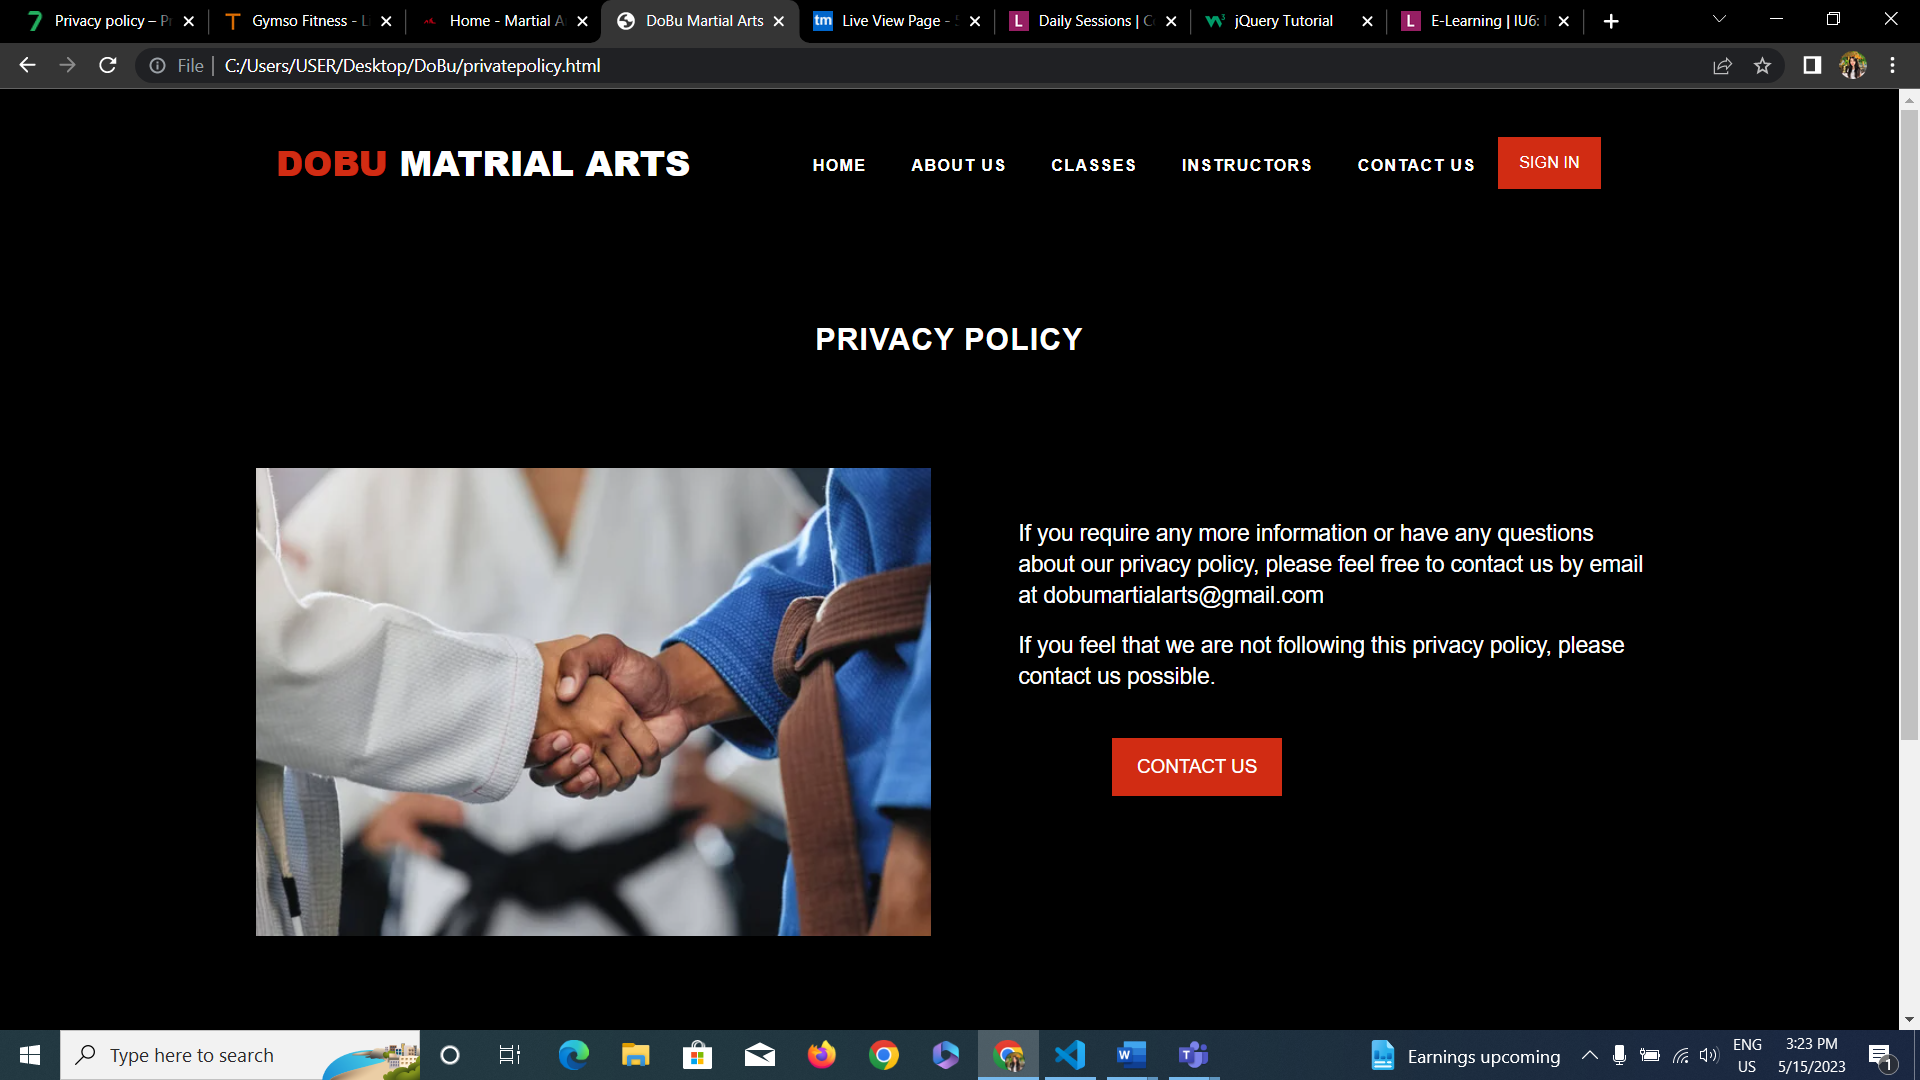 Privacy policy – P
Gymso Fitness - L
Home - Martial A
DoBu Martial Arts
tm Live View Page -
L Daily Sessions | C
jQuery Tutorial
L E-Learning | IU6:
File | C:/Users/USER/Desktop/DoBu/privatepolicy.html
DOBU MATRIAL ARTS
HOME ABOUT US CLASSES INSTRUCTORS CONTACT US SIGN IN
PRIVACY POLICY
If you require any more information or have any questions
about our privacy policy, please feel free to contact us by email
at dobumartialarts@gmail.com
If you feel that we are not following this privacy policy, please
contact us possible.
CONTACT US
Type here to search
Earnings upcoming
ENG
US
3:23 PM
5/15/2023
1